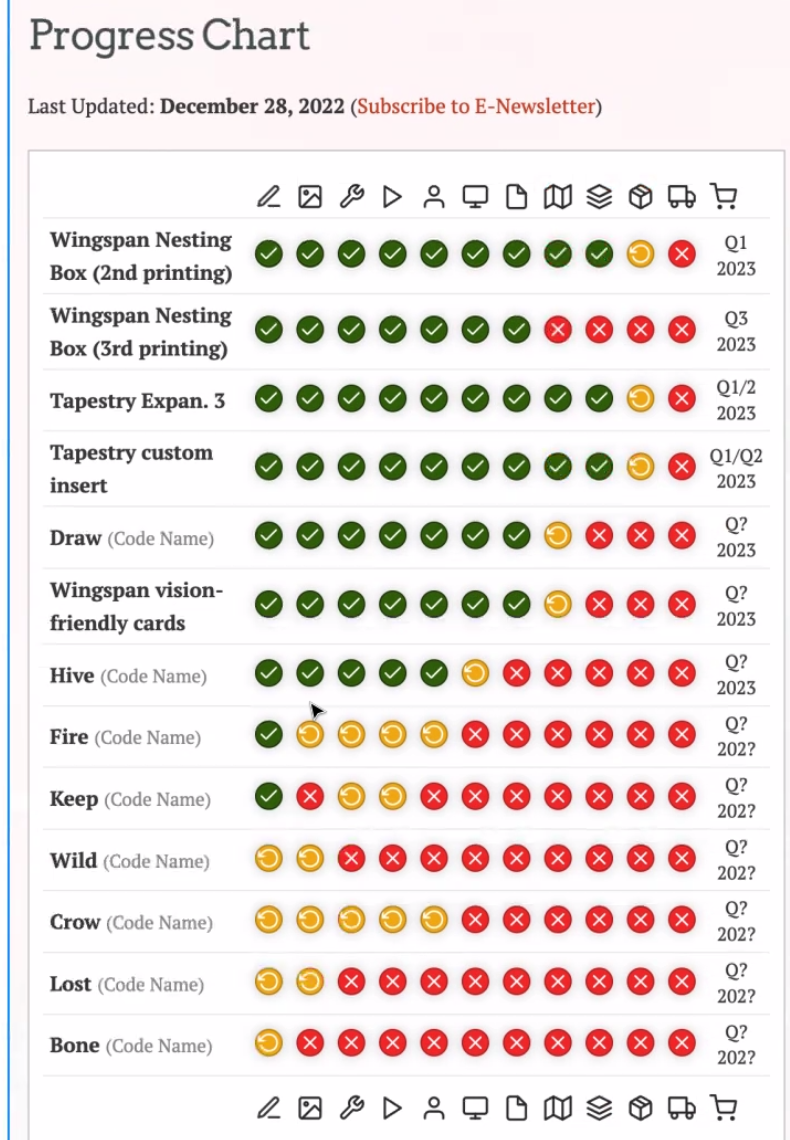 Progress Chart
Last Updated: December 28, 2022 (Subscribe to E-Newsletter)
Wingspan Nesting
Box (2nd printing)
Q1
2023
Wingspan Nesting
Box (3rd printing)
Q3
2023
Tapestry Expan. 3
Q1/2
2023
Tapestry custom
insert
Q1/Q2
2023
Draw (Code Name)
Q?
2023
Wingspan vision-
friendly cards
Q?
2023
Hive (Code Name)
Q?
2023
Fire (Code Name)
Q?
202?
Keep (Code Name)
Q?
202?
Wild (Code Name)
Q?
202?
Crow (Code Name)
Q?
202?
Lost (Code Name)
Q?
202?
Bone (Code Name)
Q?
202?